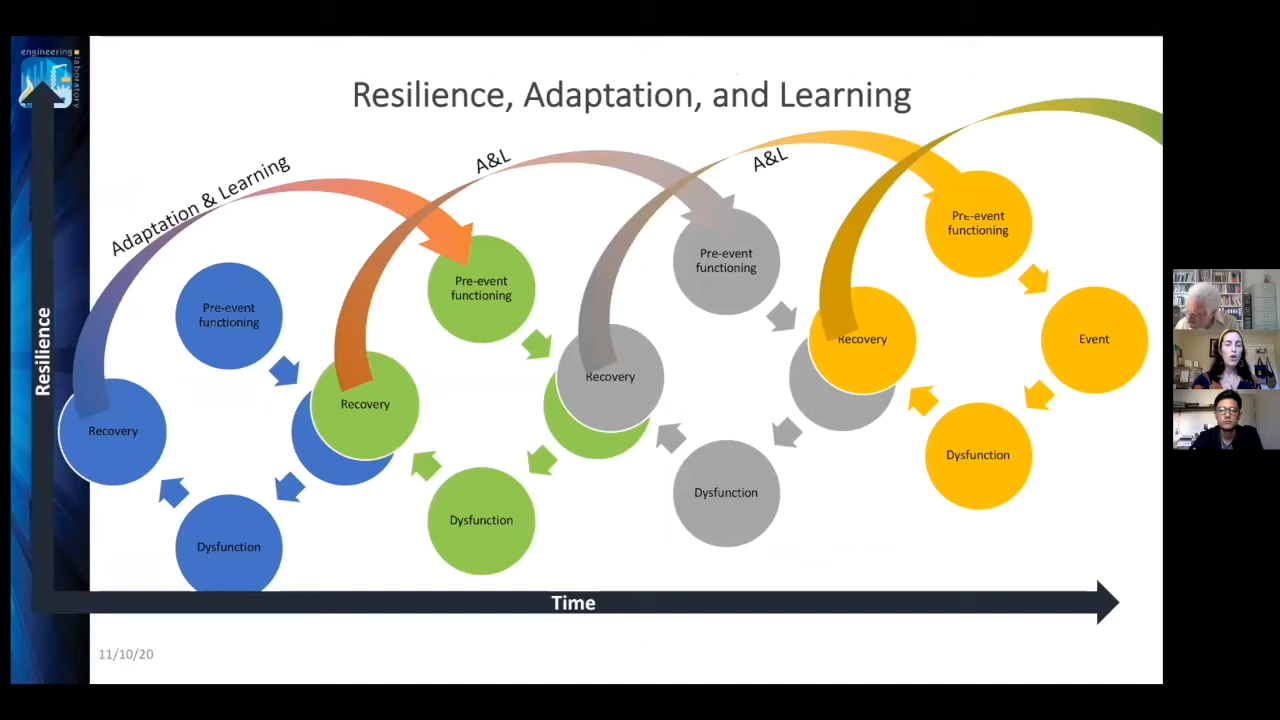 engineering
laboratory
Resilience, Adaptation, and Learning
Adaptation & Learning
A&L
A&L
Resilience
Pre-event
functioning
Recovery
Dysfunction
Pre-event
functioning
Recovery
Dysfunction
Pre-event
functioning
Recovery
Dysfunction
Pre-event
functioning
Recovery
Event
Dysfunction
Time
11/10/20